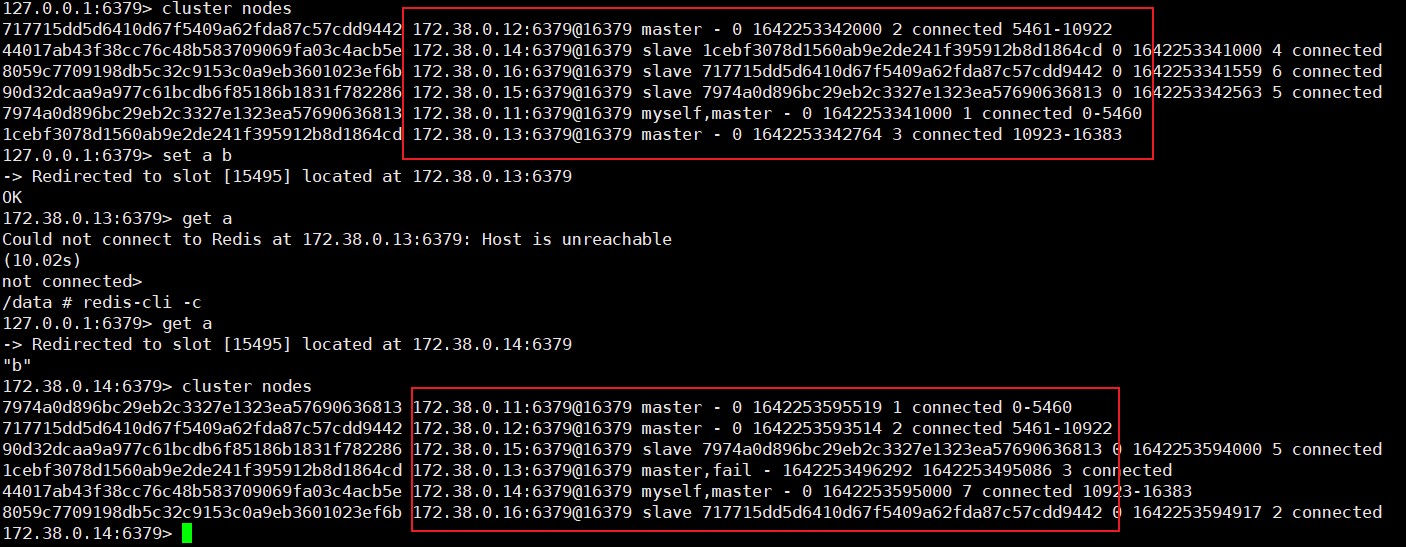 127.0.0.1:6379> cluster nodes
717715dd5d6410d67f5409a62fda87c57cdd9442 172.38.0.12:6379@16379 master - 0 1642253342000 2 connected 5461-10922
44017ab43f38cc76c48b583709069fa03c4acb5e 172.38.0.14:6379@16379 slave 1cebf3078d1560ab9e2de241f395912b8d1864cd 0 1642253341000 4 connected
8059c7709198db5c32c9153c0a9eb3601023ef6b 172.38.0.16:6379@16379 slave 717715dd5d6410d67f5409a62fda87c57cdd9442 0 1642253341559 6 connected
90d32dcaa9a977c61bcdb6f85186b1831f782286 172.38.0.15:6379@16379 slave 7974a0d896bc29eb2c3327e1323ea57690636813 0 1642253342563 5 connected
7974a0d896bc29eb2c3327e1323ea57690636813 172.38.0.11:6379@16379 myself,master - 0 1642253341000 1 connected 0-5460
1cebf3078d1560ab9e2de241f395912b8d1864cd 172.38.0.13:6379@16379 master - 0 1642253342764 3 connected 10923-16383
127.0.0.1:6379> set a b
-> Redirected to slot [15495] located at 172.38.0.13:6379
OK
172.38.0.13:6379> get a
Could not connect to Redis at 172.38.0.13:6379: Host is unreachable
(10.02s)
not connected>
/data # redis-cli -c
127.0.0.1:6379> get a
-> Redirected to slot [15495] located at 172.38.0.14:6379
"b"
172.38.0.14:6379> cluster nodes
7974a0d896bc29eb2c3327e1323ea57690636813 172.38.0.11:6379@16379 master - 0 1642253595519 1 connected 0-5460
717715dd5d6410d67f5409a62fda87c57cdd9442 172.38.0.12:6379@16379 master - 0 1642253593514 2 connected 5461-10922
90d32dcaa9a977c61bcdb6f85186b1831f782286 172.38.0.15:6379@16379 slave 7974a0d896bc29eb2c3327e1323ea57690636813 0 1642253594000 5 connected
1cebf3078d1560ab9e2de241f395912b8d1864cd 172.38.0.13:6379@16379 master,fail - 1642253496292 1642253495086 3 connected
44017ab43f38cc76c48b583709069fa03c4acb5e 172.38.0.14:6379@16379 myself,master - 0 1642253595000 7 connected 10923-16383
8059c7709198db5c32c9153c0a9eb3601023ef6b 172.38.0.16:6379@16379 slave 717715dd5d6410d67f5409a62fda87c57cdd9442 0 1642253594917 2 connected
172.38.0.14:6379>